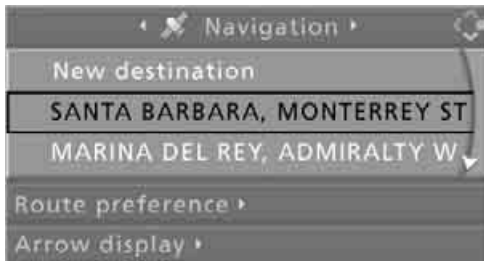 Navigation
New destination
SANTA BARBARA, MONTERREY ST
MARINA DEL REY, ADMIRALTY W
Route preference
Arrow display